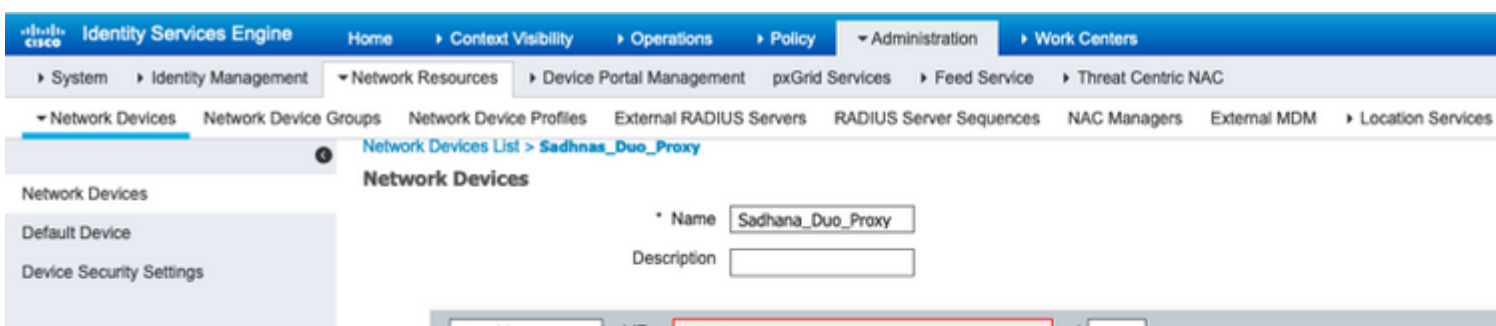 cisco Identity Services Engine Home Context Visibility Operations Policy Administration Work Centers
System Identity Management Network Resources Device Portal Management pxGrid Services Feed Service Threat Centric NAC
Network Devices Network Device Groups Network Device Profiles External RADIUS Servers RADIUS Server Sequences NAC Managers External MDM Location Services
Network Devices List > Sadhnas_Duo_Proxy
Network Devices
Network Devices
* Name Sadhana_Duo_Proxy
Default Device
Description
Device Security Settings